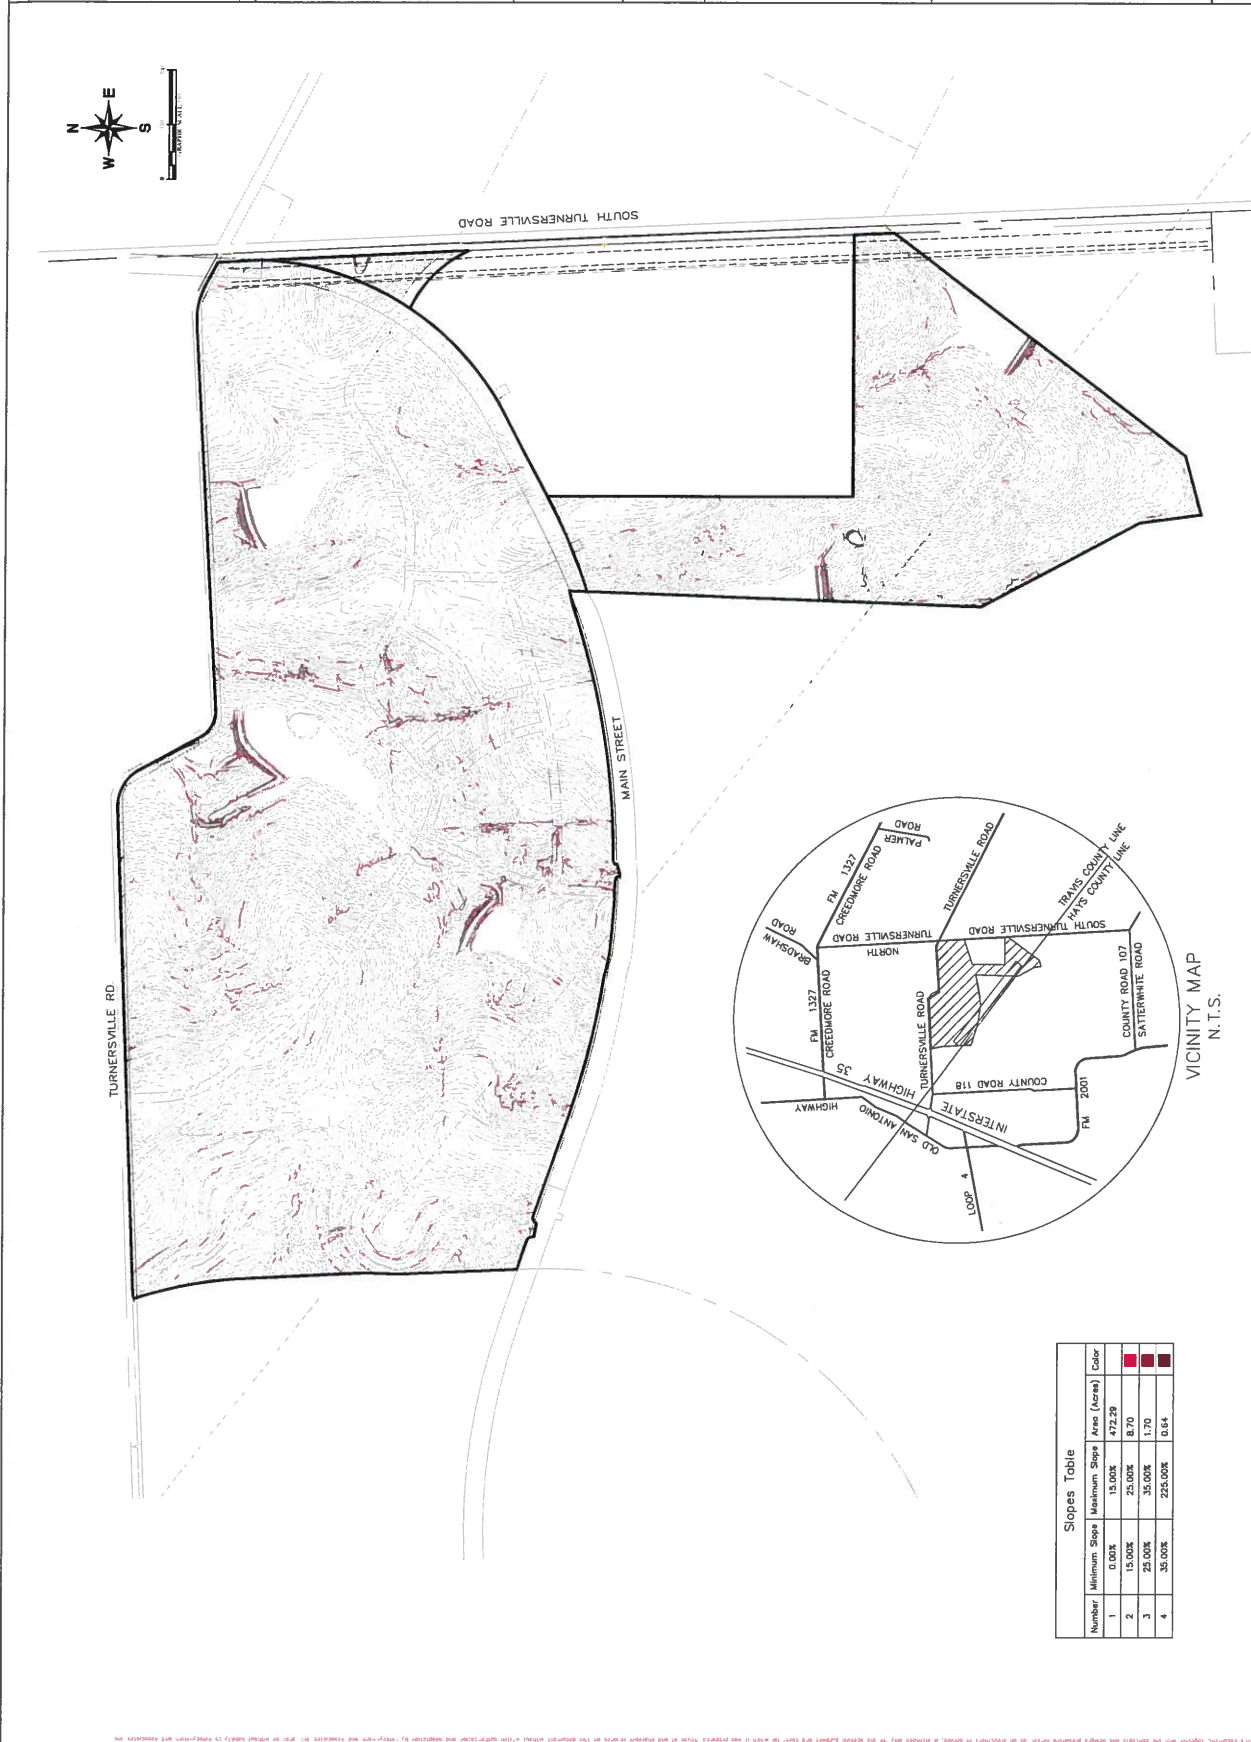 N
E
S
W
GRAPHIC SCALE
SOUTH TURNERSVILLE ROAD
TURNERSVILLE RD
MAIN STREET
BRADSHAW
ROAD
FM 1327
CREEDMORE ROAD
PALMER
ROAD
FM 1327
CREEDMORE ROAD
NORTH
TURNERSVILLE ROAD
TURNERSVILLE ROAD
TURNERSVILLE ROAD
SOUTH TURNERSVILLE ROAD
TRAVIS COUNTY LINE
HAYS COUNTY LINE
COUNTY ROAD 107
SATTERWHITE ROAD
COUNTY ROAD 118
FM 2001
INTERSTATE
HIGHWAY 35
OLD SAN ANTONIO
HIGHWAY
LOOP 4
VICINITY MAP
N.T.S.
Slopes Table
Number Minimum Slope Maximum Slope Area (Acres) Color
1 0.00% 15.00% 472.29
2 15.00% 25.00% 8.70
3 25.00% 35.00% 1.70
4 35.00% 225.00% 0.64